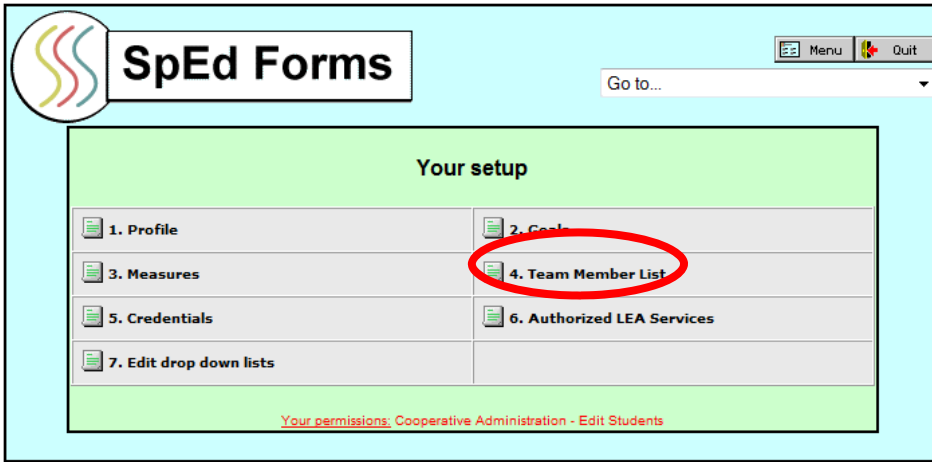 SpEd Forms
Menu Quit
Go to...
Your setup
1. Profile 2. Goals
3. Measures 4. Team Member List
5. Credentials 6. Authorized LEA Services
7. Edit drop down lists
Your permissions: Cooperative Administration - Edit Students